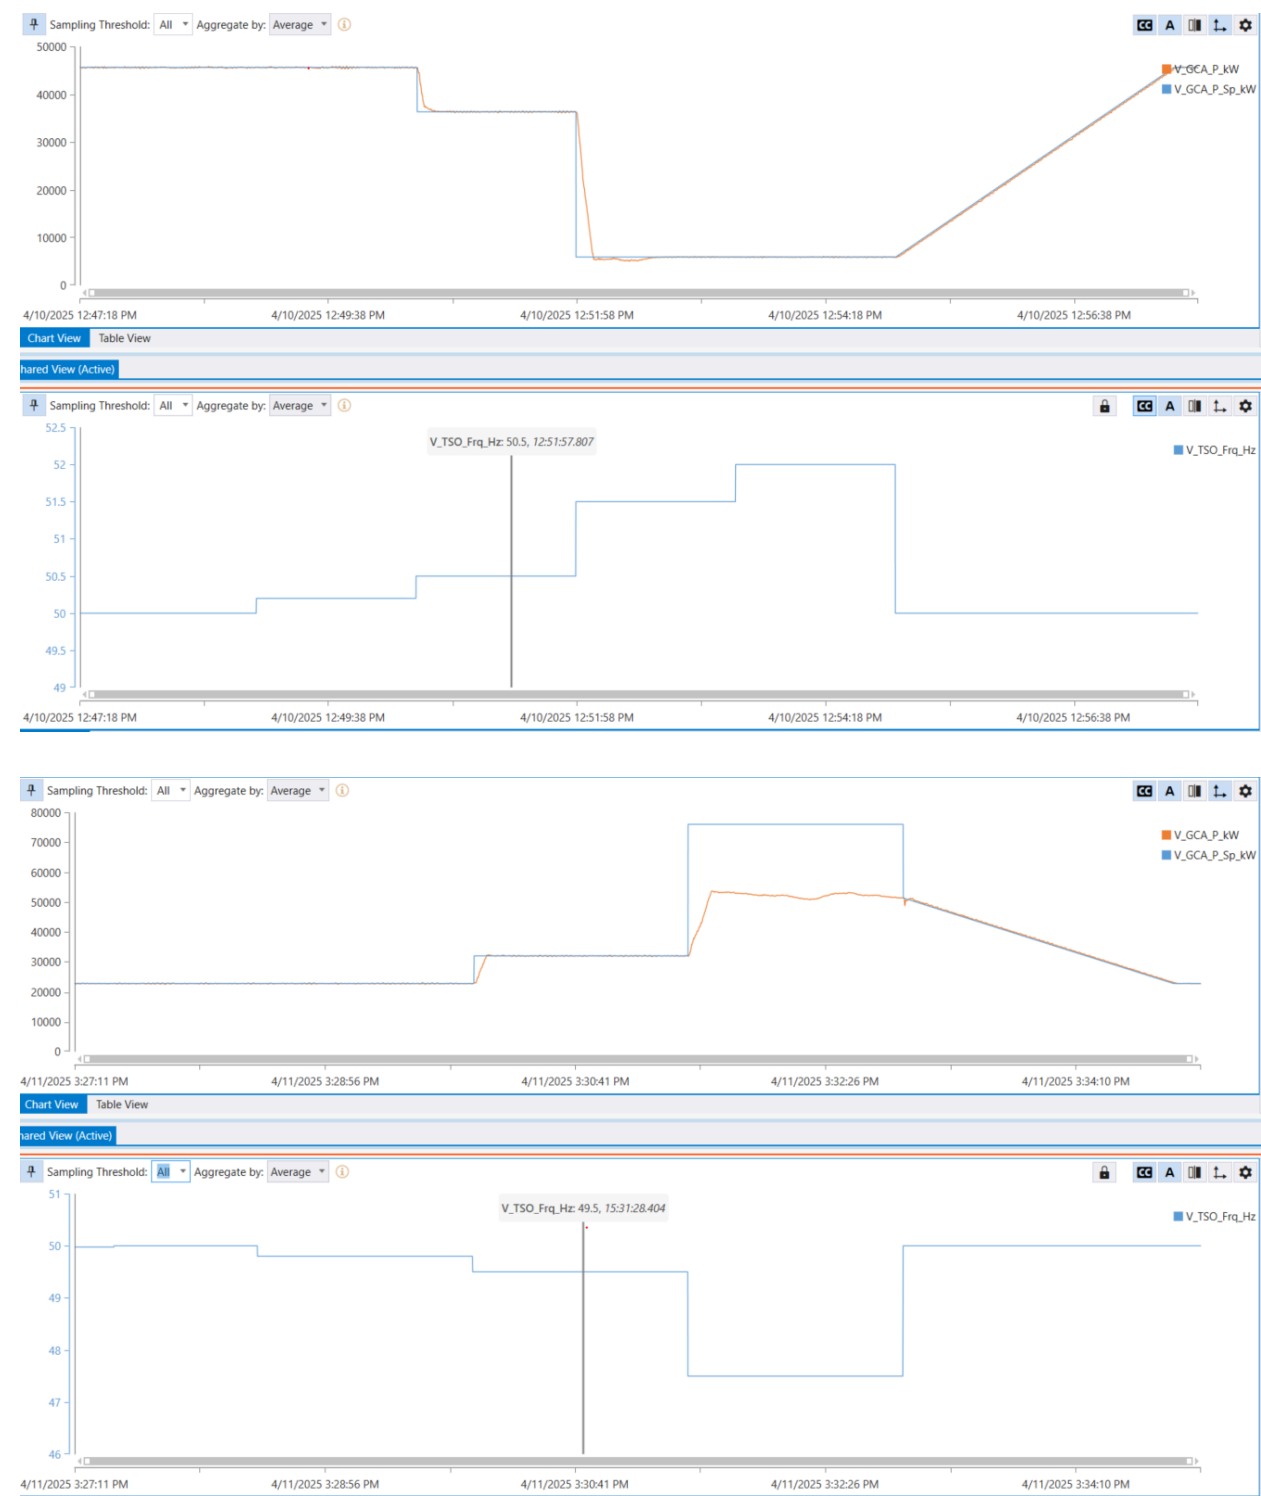 Sampling Threshold: All Aggregate by: Average
50000
V_GCA_P_kW
V_GCA_P_Sp_kW
40000
30000
20000
10000
0
4/10/2025 12:47:18 PM 4/10/2025 12:49:38 PM 4/10/2025 12:51:58 PM 4/10/2025 12:54:18 PM 4/10/2025 12:56:38 PM
Chart View Table View
hared View (Active)
Sampling Threshold: All Aggregate by: Average
52.5
V_TSO_Frq_Hz: 50.5, 12:51:57.807
V_TSO_Frq_Hz
52
51.5
51
50.5
50
49.5
49
4/10/2025 12:47:18 PM 4/10/2025 12:49:38 PM 4/10/2025 12:51:58 PM 4/10/2025 12:54:18 PM 4/10/2025 12:56:38 PM
Sampling Threshold: All Aggregate by: Average
80000
V_GCA_P_kW
70000
V_GCA_P_Sp_kW
60000
50000
40000
30000
20000
10000
0
4/11/2025 3:27:11 PM 4/11/2025 3:28:56 PM 4/11/2025 3:30:41 PM 4/11/2025 3:32:26 PM 4/11/2025 3:34:10 PM
Chart View Table View
hared View (Active)
Sampling Threshold: All Aggregate by: Average
51
V_TSO_Frq_Hz: 49.5, 15:31:28.404
V_TSO_Frq_Hz
50
49
48
47
46
4/11/2025 3:27:11 PM 4/11/2025 3:28:56 PM 4/11/2025 3:30:41 PM 4/11/2025 3:32:26 PM 4/11/2025 3:34:10 PM